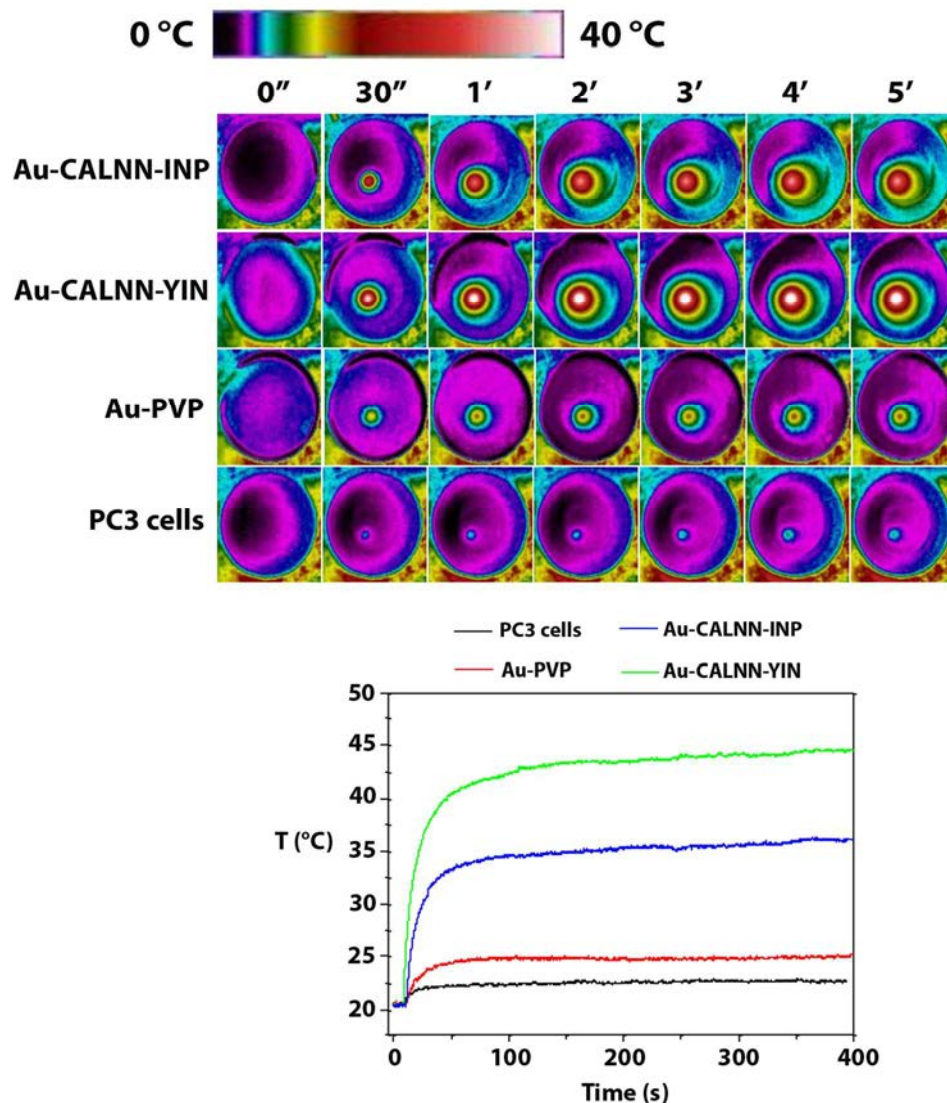 0 °C 40 °C
0" 30" 1' 2' 3' 4' 5'
Au-CALNN-INP
Au-CALNN-YIN
Au-PVP
PC3 cells
PC3 cells Au-CALNN-INP
Au-PVP Au-CALNN-YIN
50
45
40
T (°C)
35
30
25
20
0 100 200 300 400
Time (s)